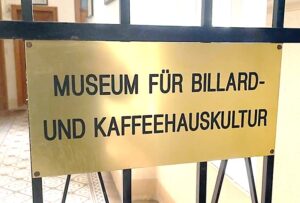 MUSEUM FÜR BILLARD-
UND KAFFEEHAUSKULTUR